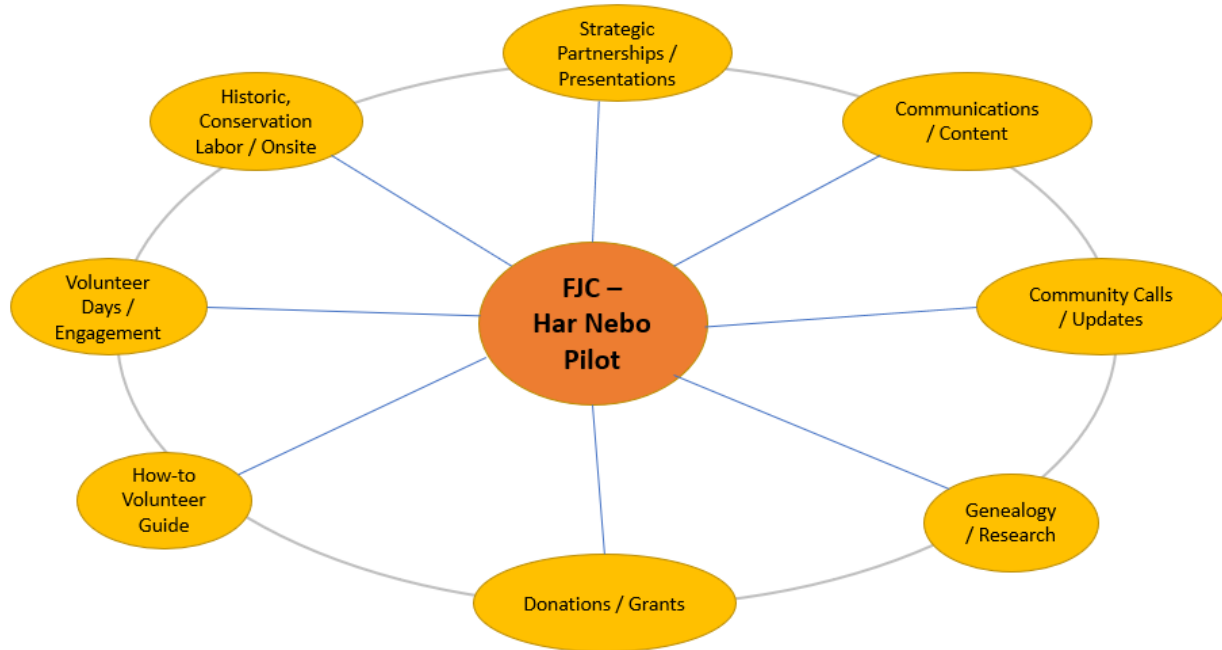 Strategic
Partnerships /
Presentations
Historic,
Conservation
Labor / Onsite
Communications
/ Content
Volunteer
Days /
Engagement
FJC –
Har Nebo
Pilot
Community Calls
/ Updates
How-to
Volunteer
Guide
Genealogy
/ Research
Donations / Grants